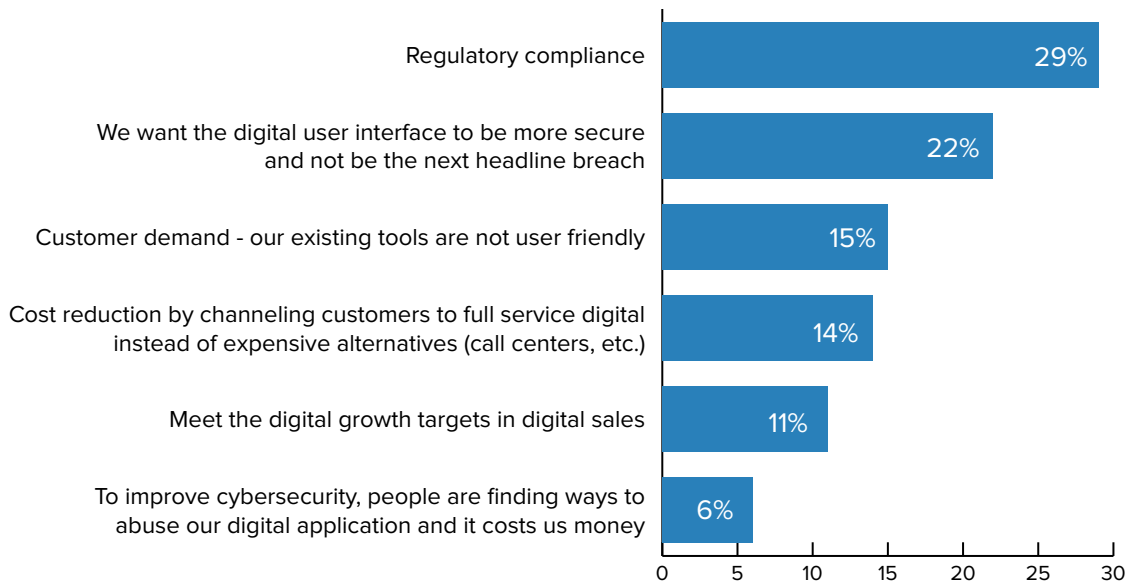 Regulatory compliance
29%
We want the digital user interface to be more secure
and not be the next headline breach
22%
Customer demand - our existing tools are not user friendly
15%
Cost reduction by channeling customers to full service digital
instead of expensive alternatives (call centers, etc.)
14%
Meet the digital growth targets in digital sales
11%
To improve cybersecurity, people are finding ways to
abuse our digital application and it costs us money
6%
0 5 10 15 20 25 30